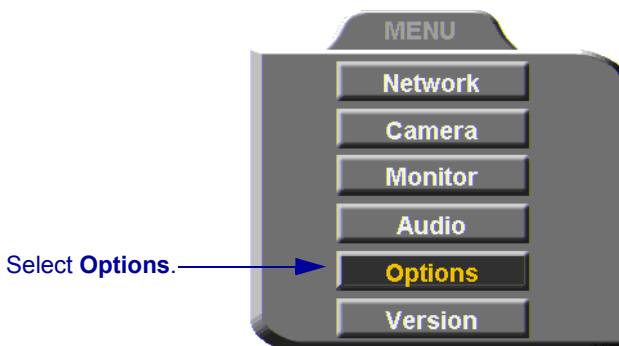 MENU
Network
Camera
Monitor
Audio
Select Options.
Options
Version